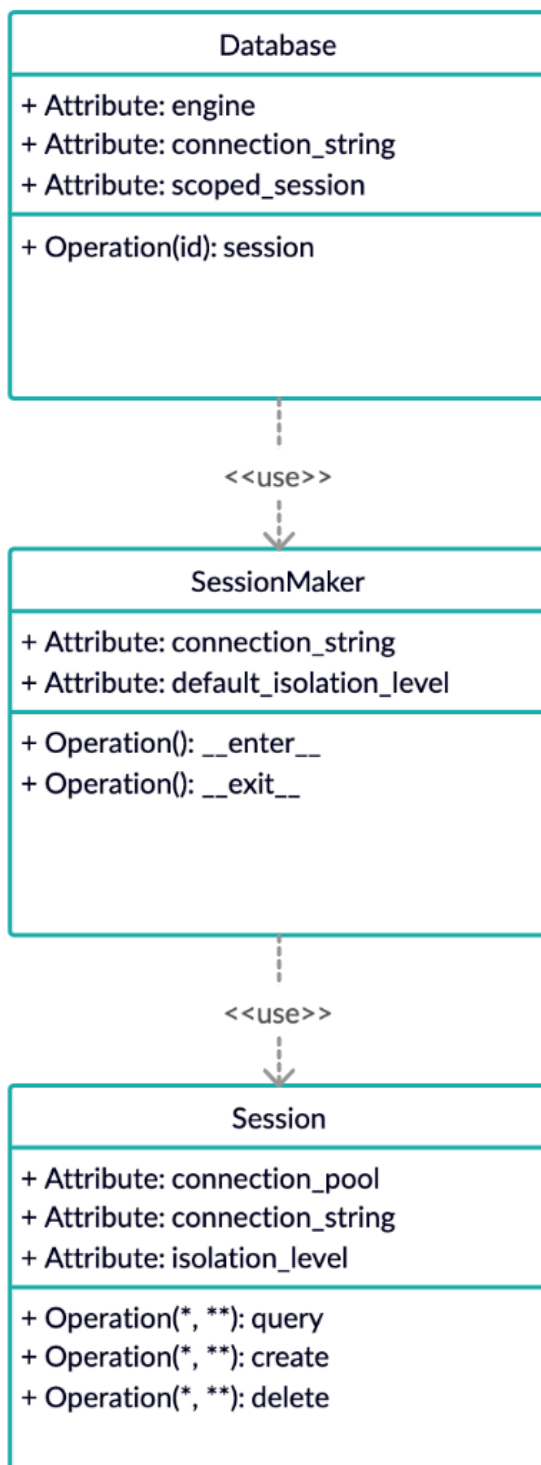 Database
+ Attribute: engine
+ Attribute: connection_string
+ Attribute: scoped_session
+ Operation(id): session
<<use>>
SessionMaker
+ Attribute: connection_string
+ Attribute: default_isolation_level
+ Operation(): __enter__
+ Operation(): __exit__
<<use>>
Session
+ Attribute: connection_pool
+ Attribute: connection_string
+ Attribute: isolation_level
+ Operation(*, **): query
+ Operation(*, **): create
+ Operation(*, **): delete